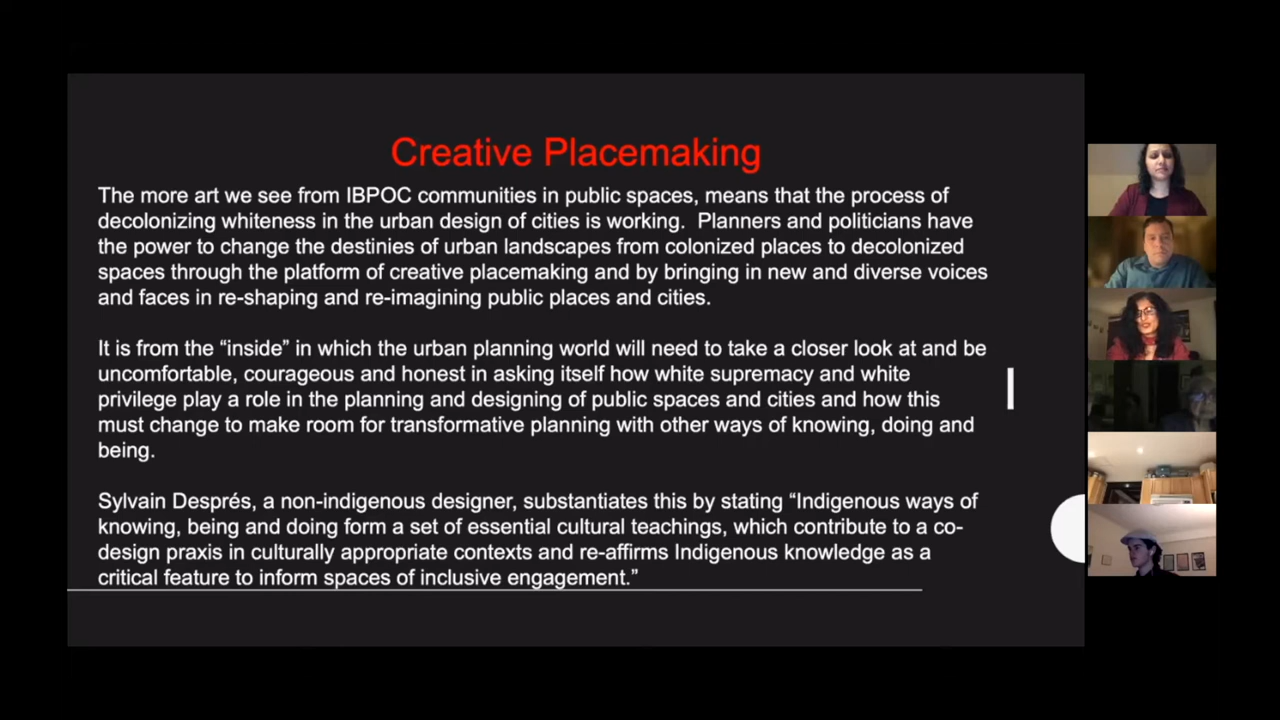 Creative Placemaking
The more art we see from IBPOC communities in public spaces, means that the process of
decolonizing whiteness in the urban design of cities is working.  Planners and politicians have
the power to change the destinies of urban landscapes from colonized places to decolonized
spaces through the platform of creative placemaking and by bringing in new and diverse voices
and faces in re-shaping and re-imagining public places and cities.
It is from the “inside” in which the urban planning world will need to take a closer look at and be
uncomfortable, courageous and honest in asking itself how white supremacy and white
privilege play a role in the planning and designing of public spaces and cities and how this
must change to make room for transformative planning with other ways of knowing, doing and
being.
Sylvain Després, a non-indigenous designer, substantiates this by stating “Indigenous ways of
knowing, being and doing form a set of essential cultural teachings, which contribute to a co-
design praxis in culturally appropriate contexts and re-affirms Indigenous knowledge as a
critical feature to inform spaces of inclusive engagement.”